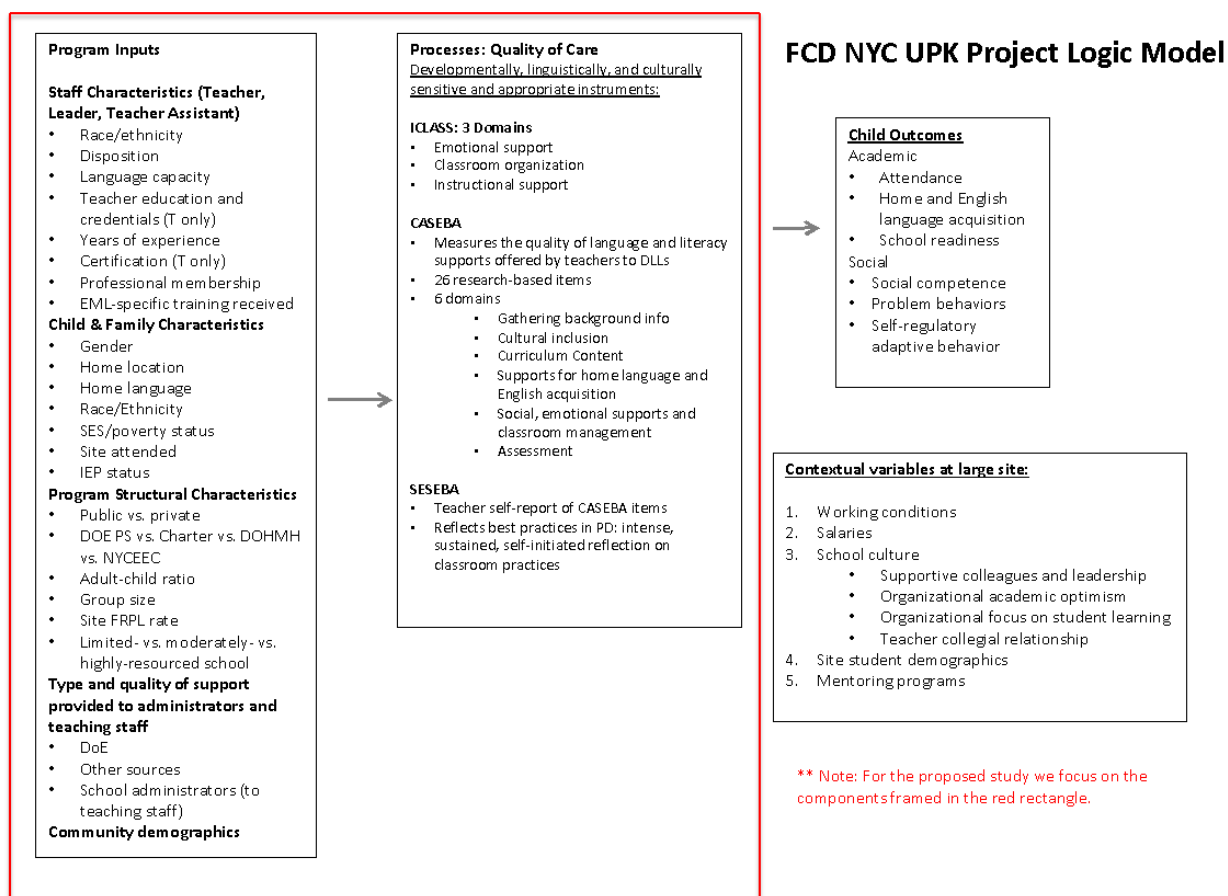 FCD NYC UPK Project Logic Model
Program Inputs
Staff Characteristics (Teacher,
Leader, Teacher Assistant)
• Race/ethnicity
• Disposition
• Language capacity
• Teacher education and
credentials (T only)
• Years of experience
• Certification (T only)
• Professional membership
• EML-specific training received
Child & Family Characteristics
• Gender
• Home location
• Home language
• Race/Ethnicity
• SES/poverty status
• Site attended
• IEP status
Program Structural Characteristics
• Public vs. private
• DOE PS vs. Charter vs. DOHMH
vs. NYCEEC
• Adult-child ratio
• Group size
• Site FRPL rate
• Limited- vs. moderately- vs.
highly-resourced school
Type and quality of support
provided to administrators and
teaching staff
• DoE
• Other sources
• School administrators (to
teaching staff)
Community demographics
Processes: Quality of Care
Developmentally, linguistically, and culturally
sensitive and appropriate instruments:
ICLASS: 3 Domains
• Emotional support
• Classroom organization
• Instructional support
CASEBA
• Measures the quality of language and literacy
supports offered by teachers to DLLs
• 26 research-based items
• 6 domains
• Gathering background info
• Cultural inclusion
• Curriculum Content
• Supports for home language and
English acquisition
• Social, emotional supports and
classroom management
• Assessment
SESEBA
• Teacher self-report of CASEBA items
• Reflects best practices in PD: intense,
sustained, self-initiated reflection on
classroom practices
Child Outcomes
Academic
• Attendance
• Home and English
language acquisition
• School readiness
Social
• Social competence
• Problem behaviors
• Self-regulatory
adaptive behavior
Contextual variables at large site:
1. Working conditions
2. Salaries
3. School culture
• Supportive colleagues and leadership
• Organizational academic optimism
• Organizational focus on student learning
• Teacher collegial relationship
4. Site student demographics
5. Mentoring programs
** Note: For the proposed study we focus on the
components framed in the red rectangle.